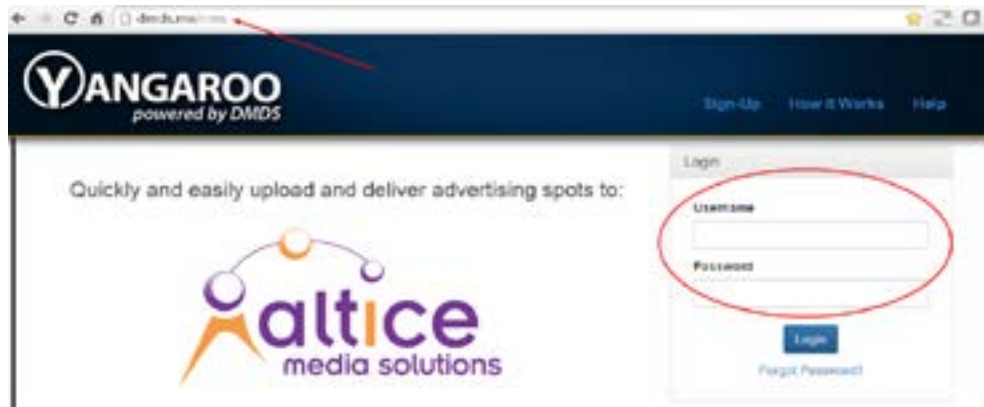 YANGAROO
powered by DMDS
Sign-Up How It Works Help
Login
Quickly and easily upload and deliver advertising spots to:
Username
Password
altice
media solutions
Login
Forgot Password?